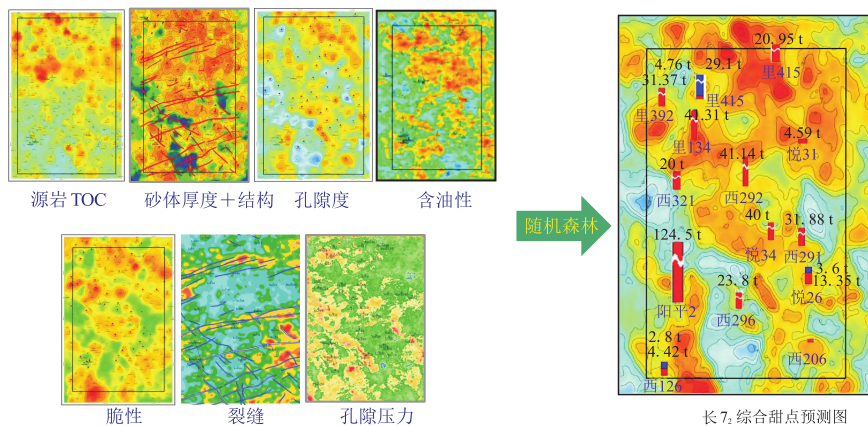 源岩 TOC
砂体厚度＋结构
孔隙度
含油性
脆性
裂缝
孔隙压力
随机森林
20. 95 t
里415
4.76 t
29.1 t
里415
31.37 t
里392
41.31 t
里134
4.59 t
悦31
20 t
西321
41.14 t
西292
40 t
悦34
31. 88 t
西291
124. 5 t
阳平2
3. 6 t
13. 35 t
悦26
23. 8 t
西296
2. 8 t
4. 42 t
西126
西206
长 7₂ 综合甜点预测图